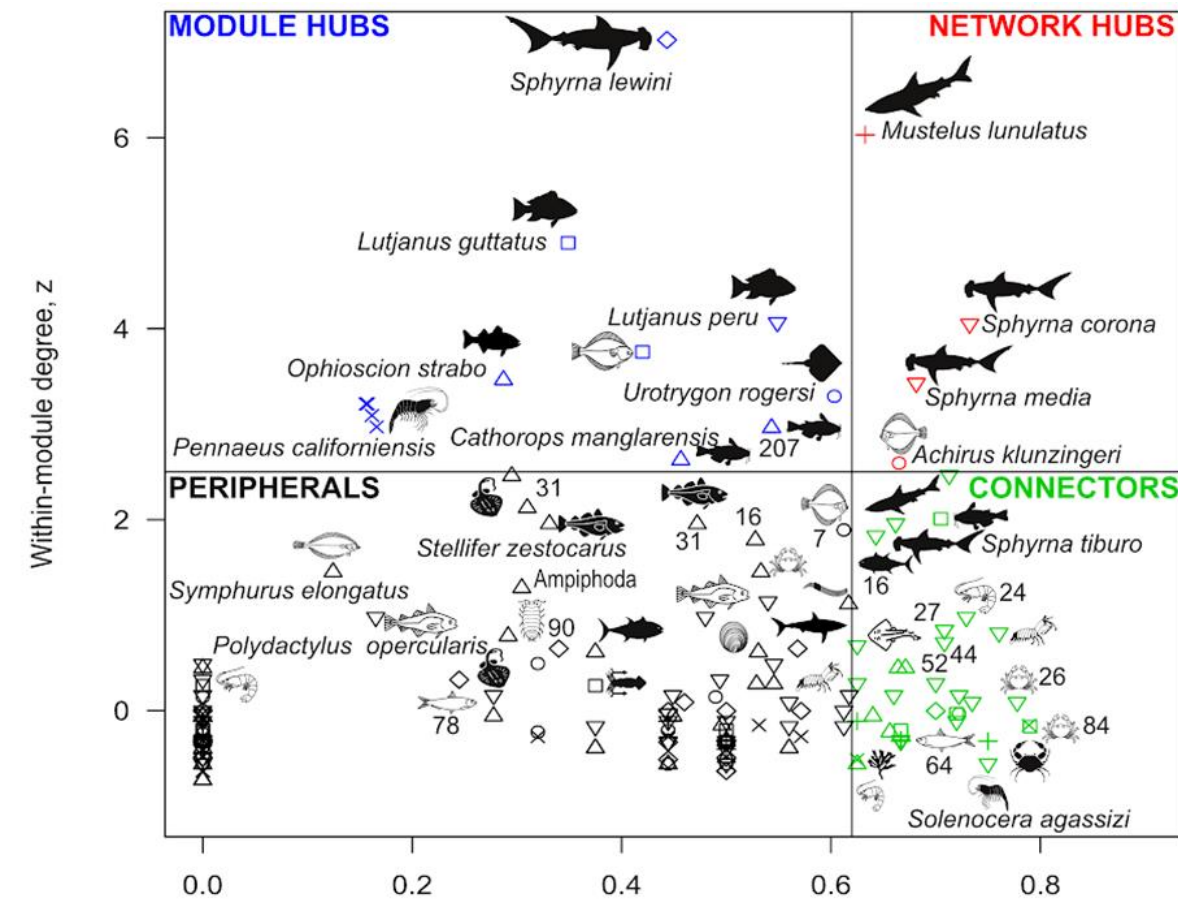 MODULE HUBS
NETWORK HUBS
Sphyrna lewini
Mustelus lunulatus
6
Lutjanus guttatus
Lutjanus peru
Sphyrna corona
4
Ophioscion strabo
Urotrygon rogersi
Sphyrna media
Pennaeus californiensis
Cathorops manglarensis
207
Achirus klunzingeri
Within-module degree, z
PERIPHERALS
CONNECTORS
31
2
Stellifer zestocarus
31
16
7
Sphyrna tiburo
Symphurus elongatus
Ampiphoda
16
24
Polydactylus opercularis
90
27
52
44
26
0
78
64
84
Solenocera agassizi
0.0
0.2
0.4
0.6
0.8